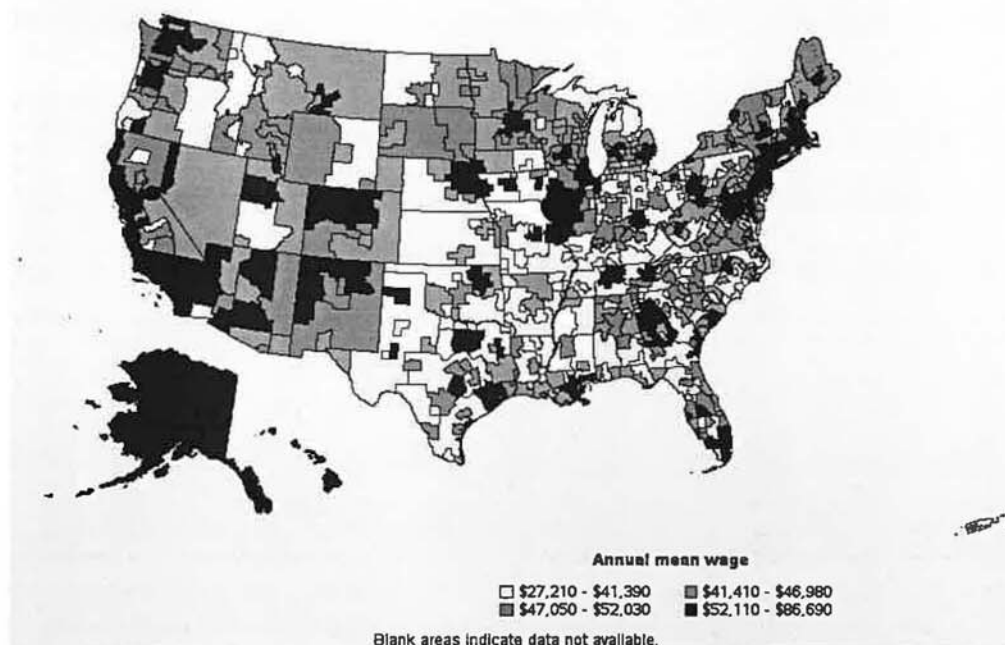 Annual mean wage
$27,210 - $41,390 $41,410 - $46,980
$47,050 - $52,030 $52,110 - $86,690
Blank areas indicate data not available.